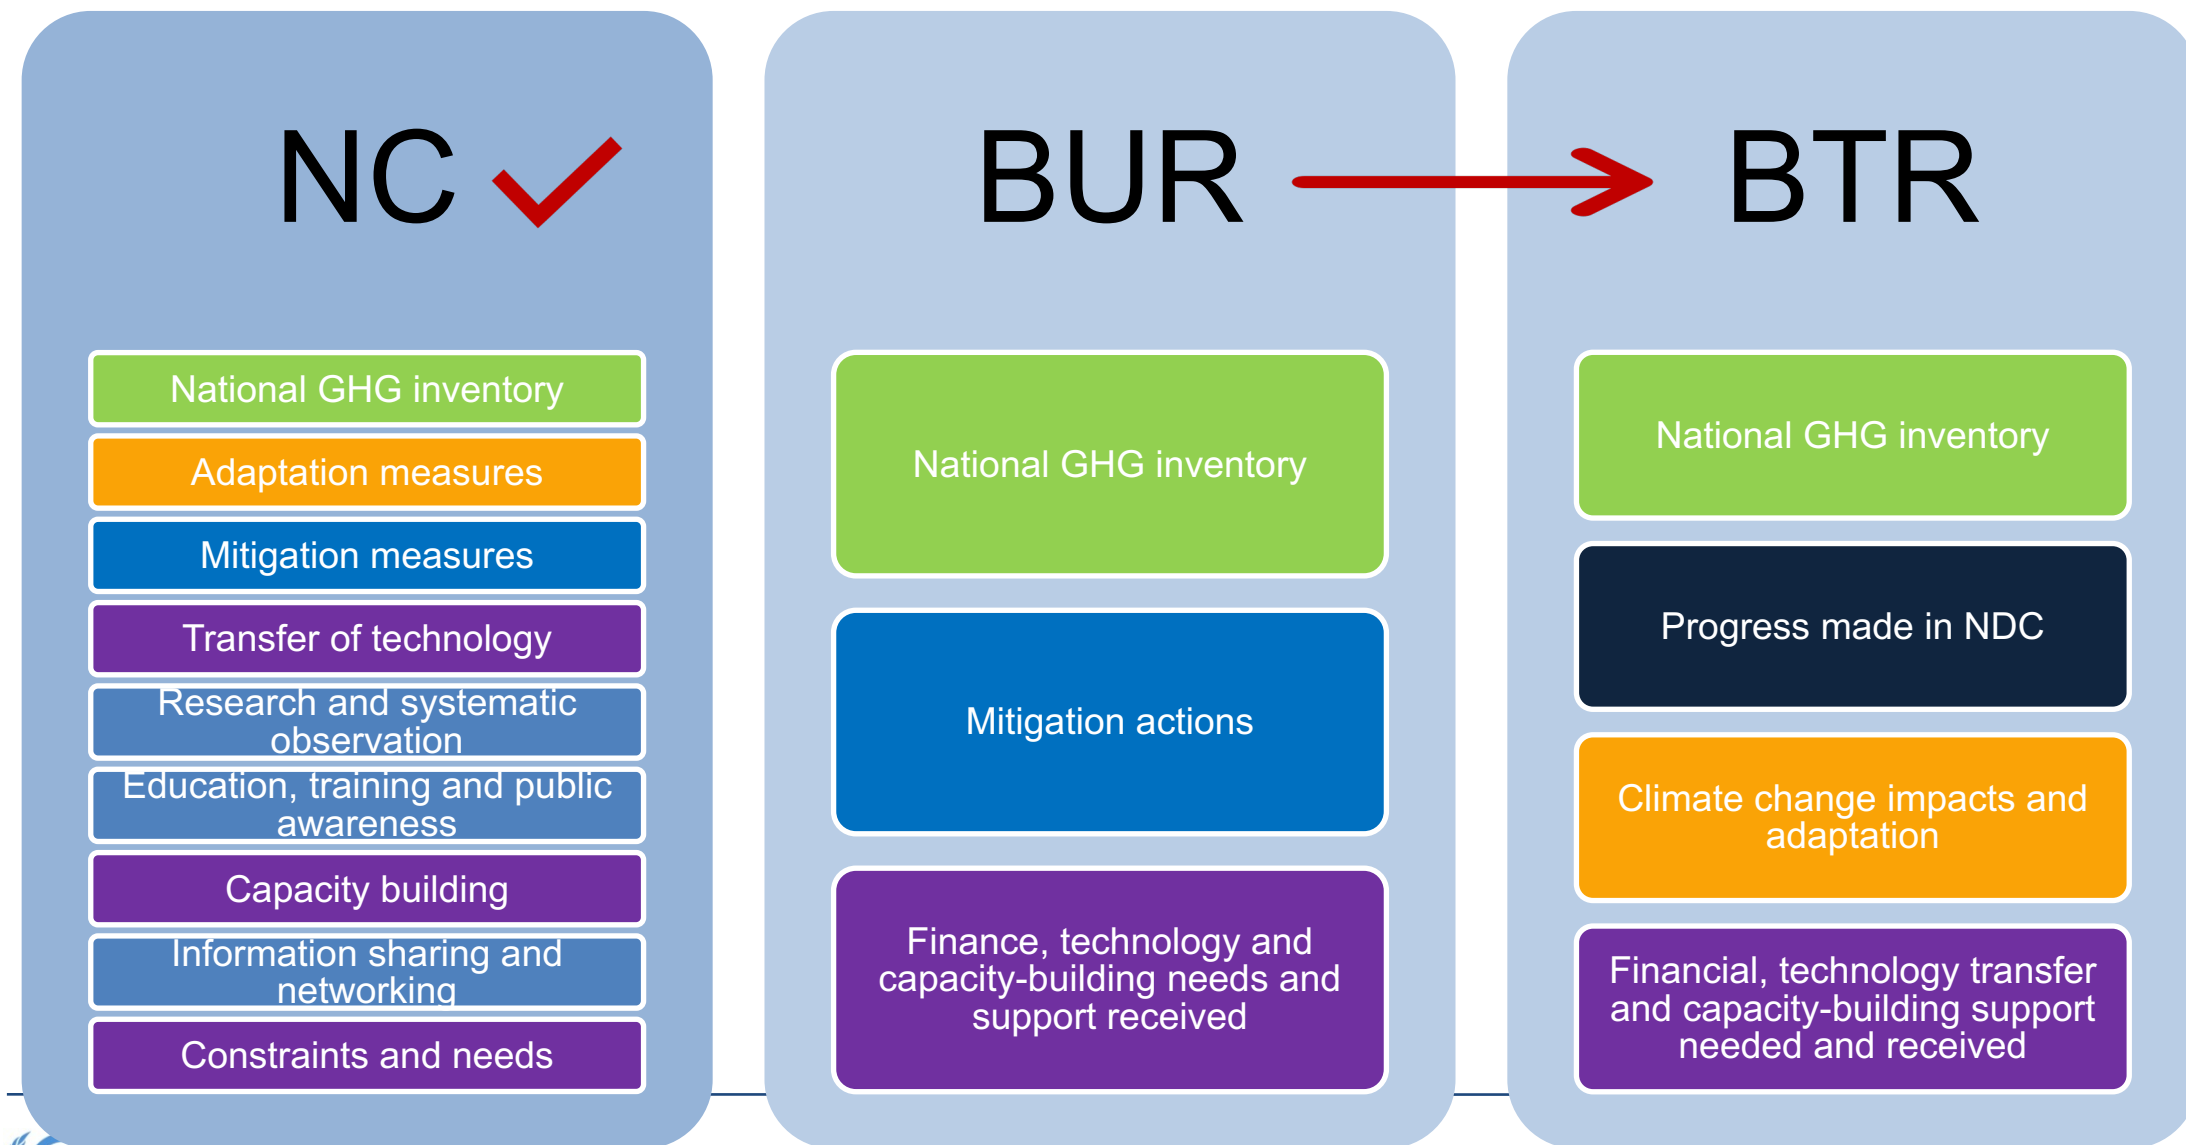 NC
National GHG inventory
Adaptation measures
Mitigation measures
Transfer of technology
Research and systematic
observation
Education, training and public
awareness
Capacity building
Information sharing and
networking
Constraints and needs
BUR
National GHG inventory
Mitigation actions
Finance, technology and
capacity-building needs and
support received
BTR
National GHG inventory
Progress made in NDC
Climate change impacts and
adaptation
Financial, technology transfer
and capacity-building support
needed and received